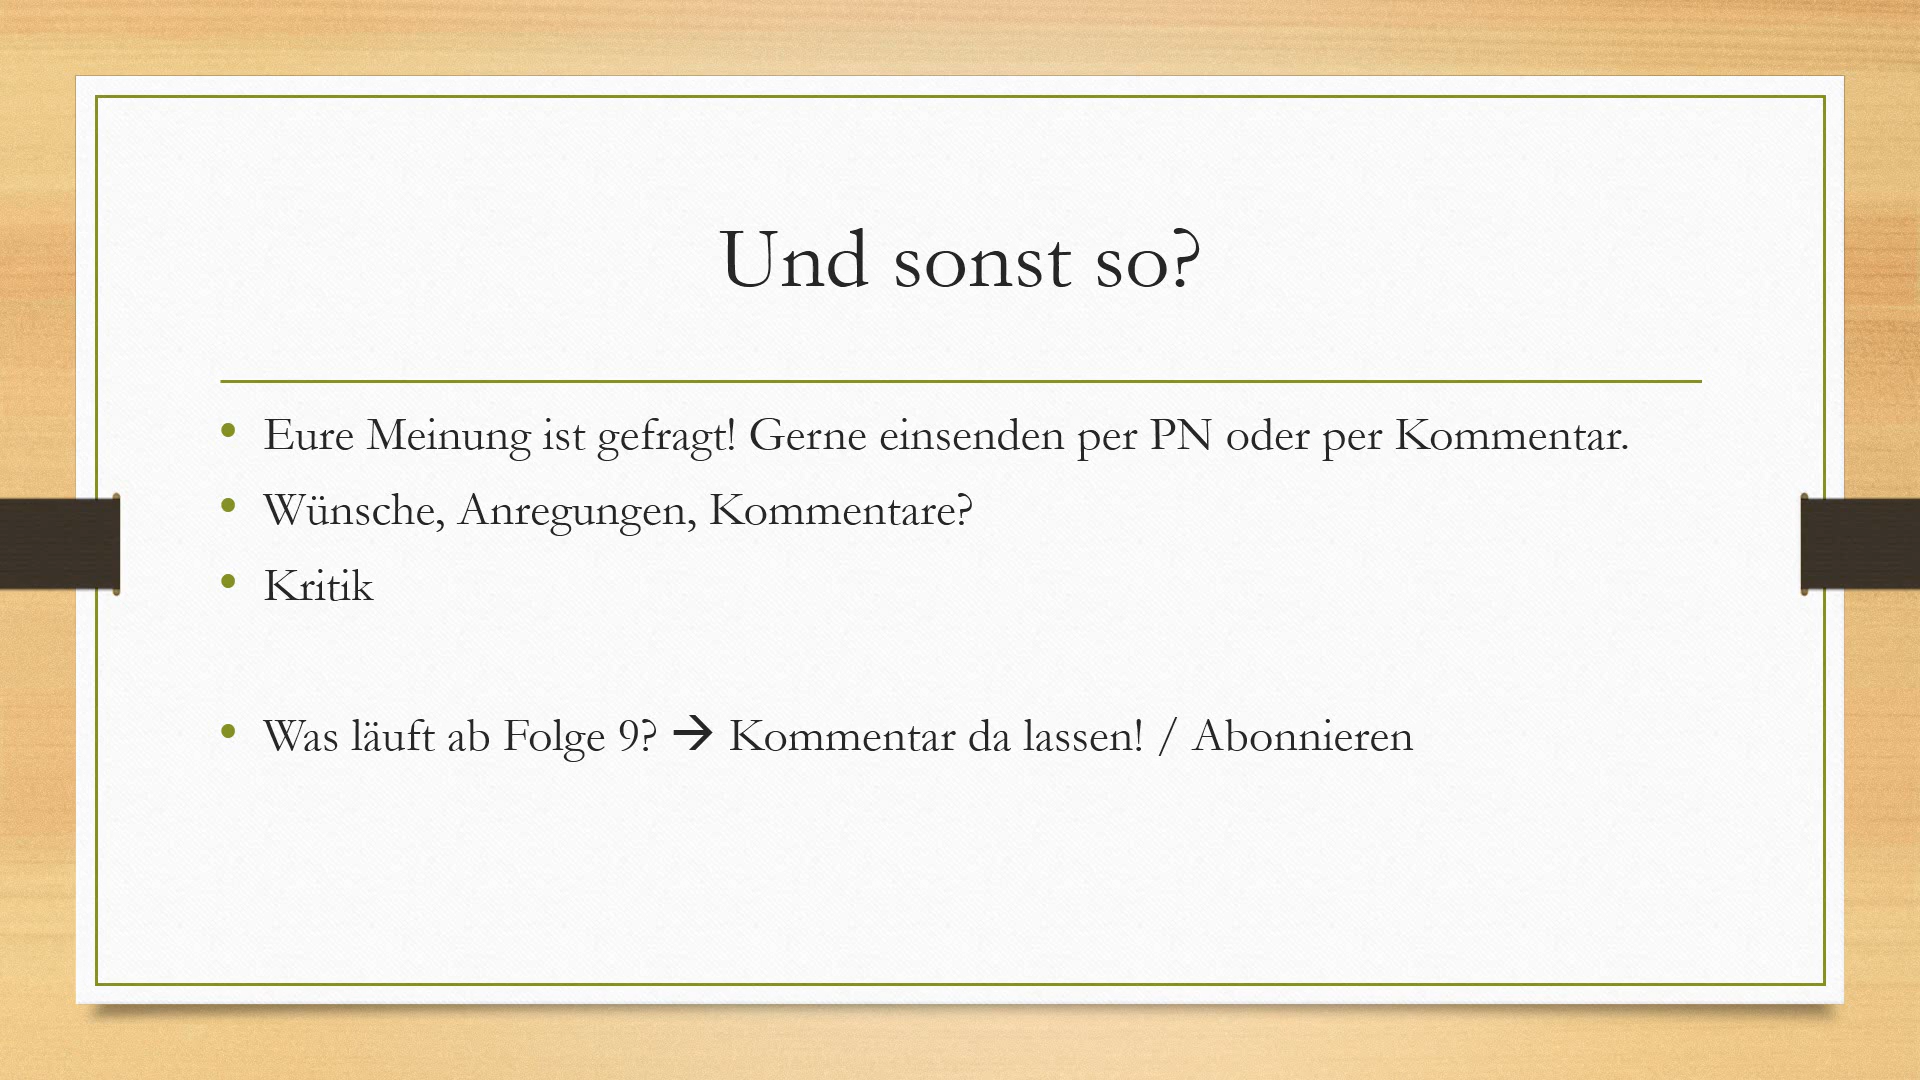 Und sonst so?
• Eure Meinung ist gefragt! Gerne einsenden per PN oder per Kommentar.
• Wünsche, Anregungen, Kommentare?
• Kritik
• Was läuft ab Folge 9? → Kommentar da lassen! / Abonnieren